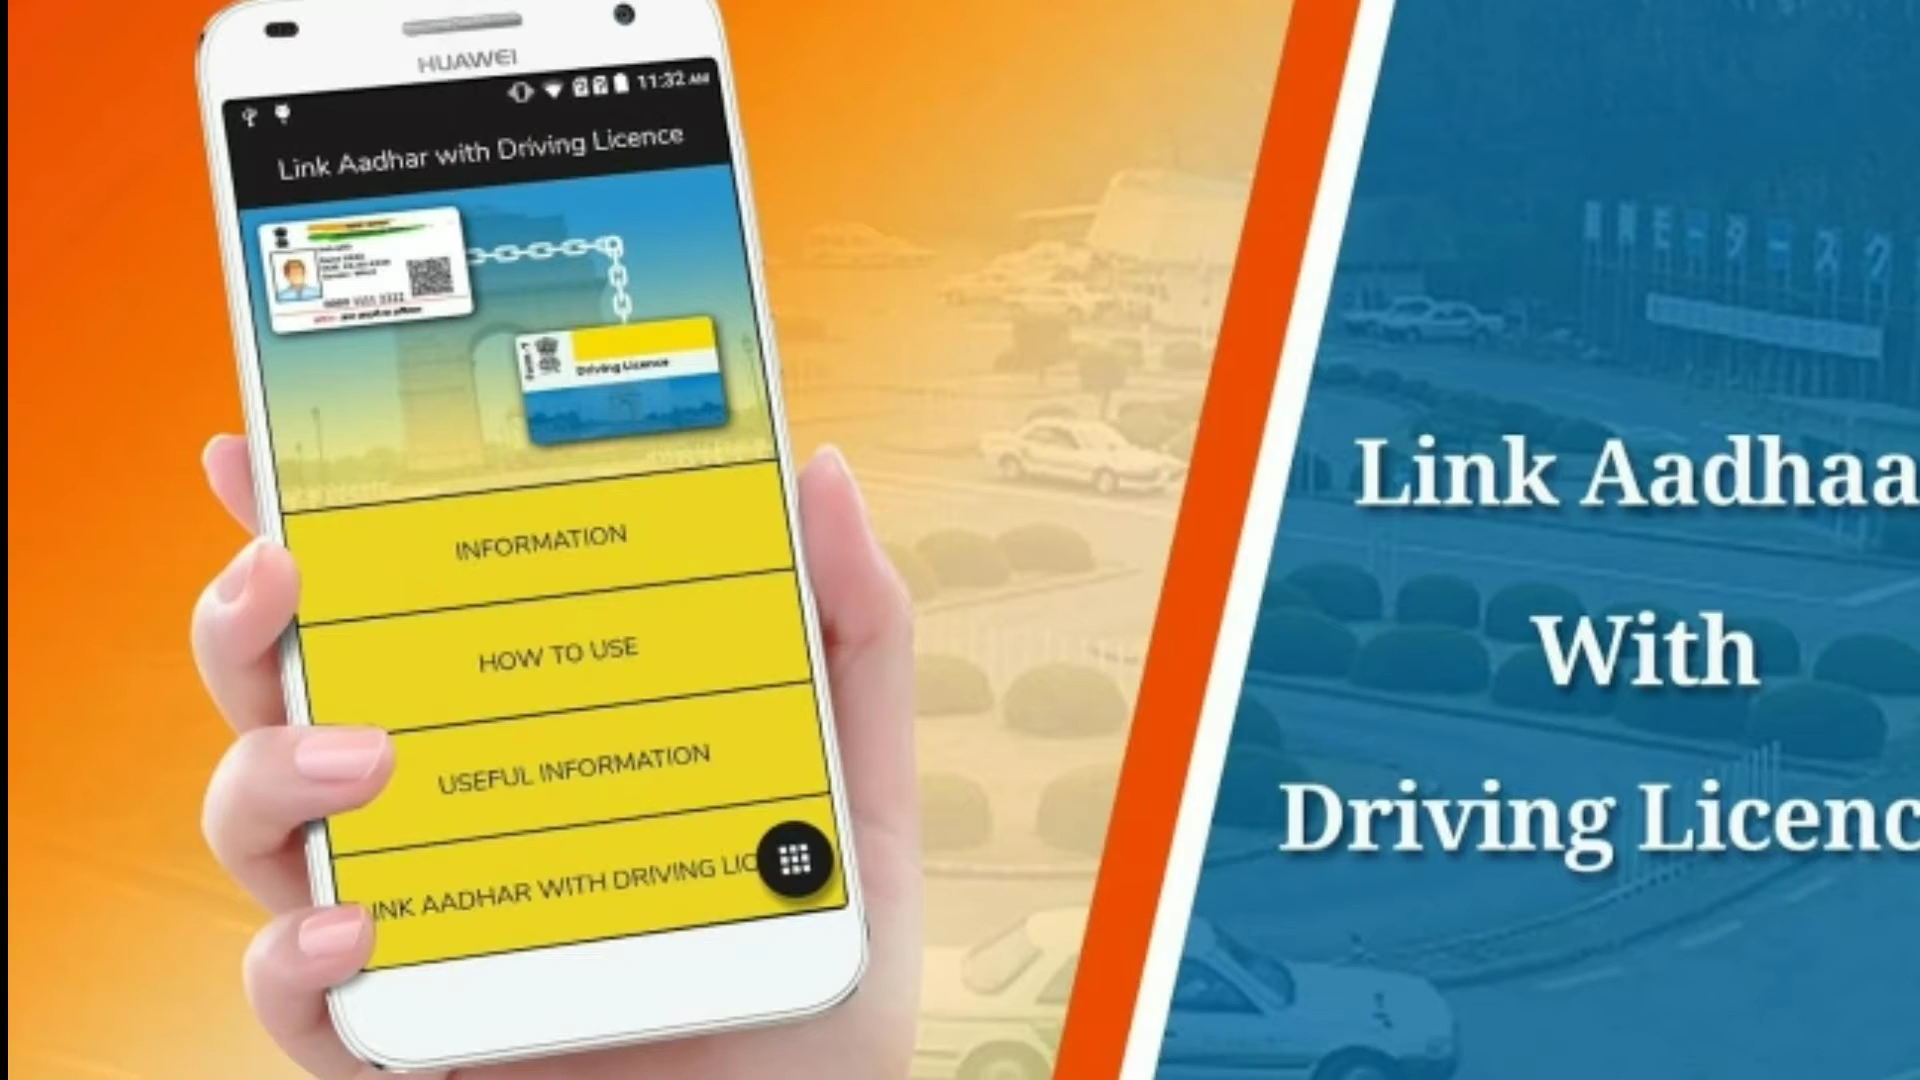 HUAWEI
11:32 AM
Link Aadhar with Driving Licence
Driving Licence
INFORMATION
HOW TO USE
USEFUL INFORMATION
INK AADHAR WITH DRIVING LIC
Link Aadhaa
With
Driving Licenc